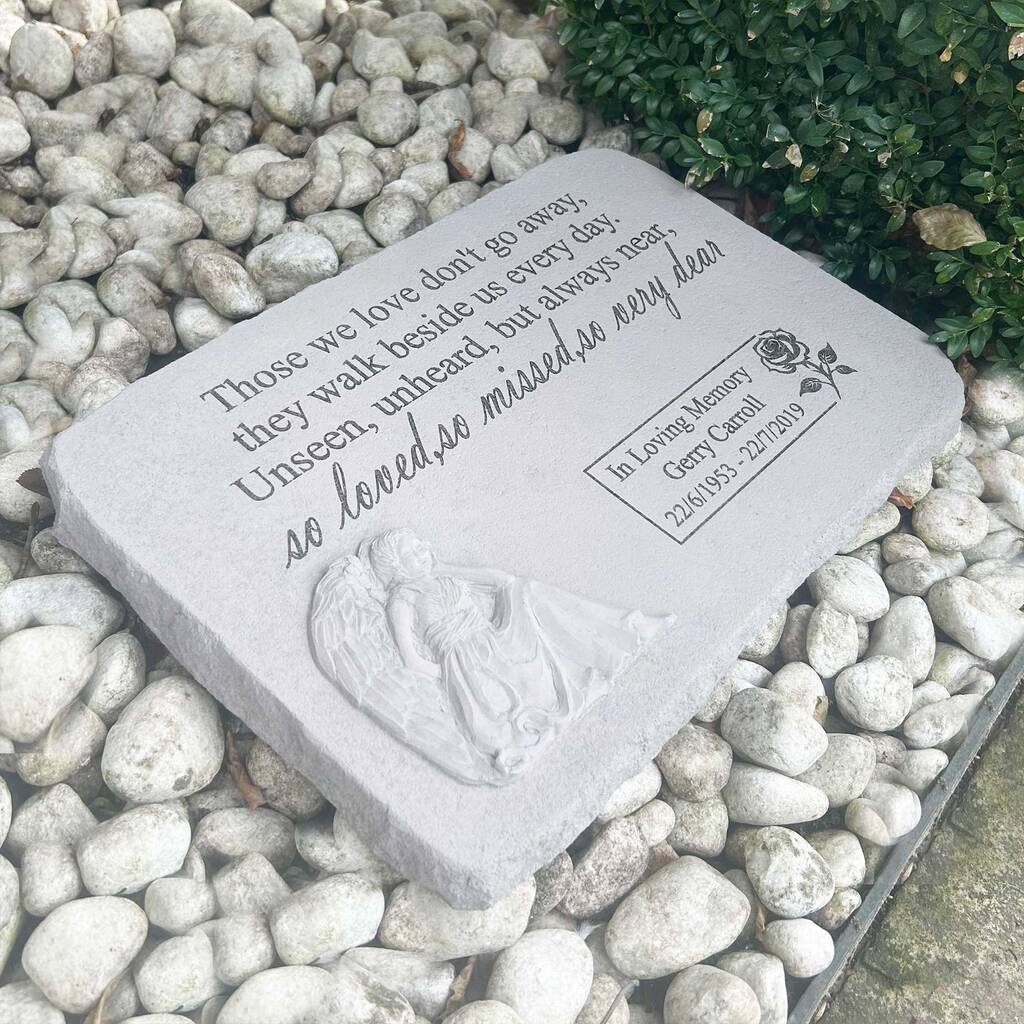 Those we love don't go away,
they walk beside us every day.
Unseen, unheard, but always near,
so loved,so missed,so very dear
In Loving Memory
Gerry Carroll
22/6/1953 - 22/7/2019